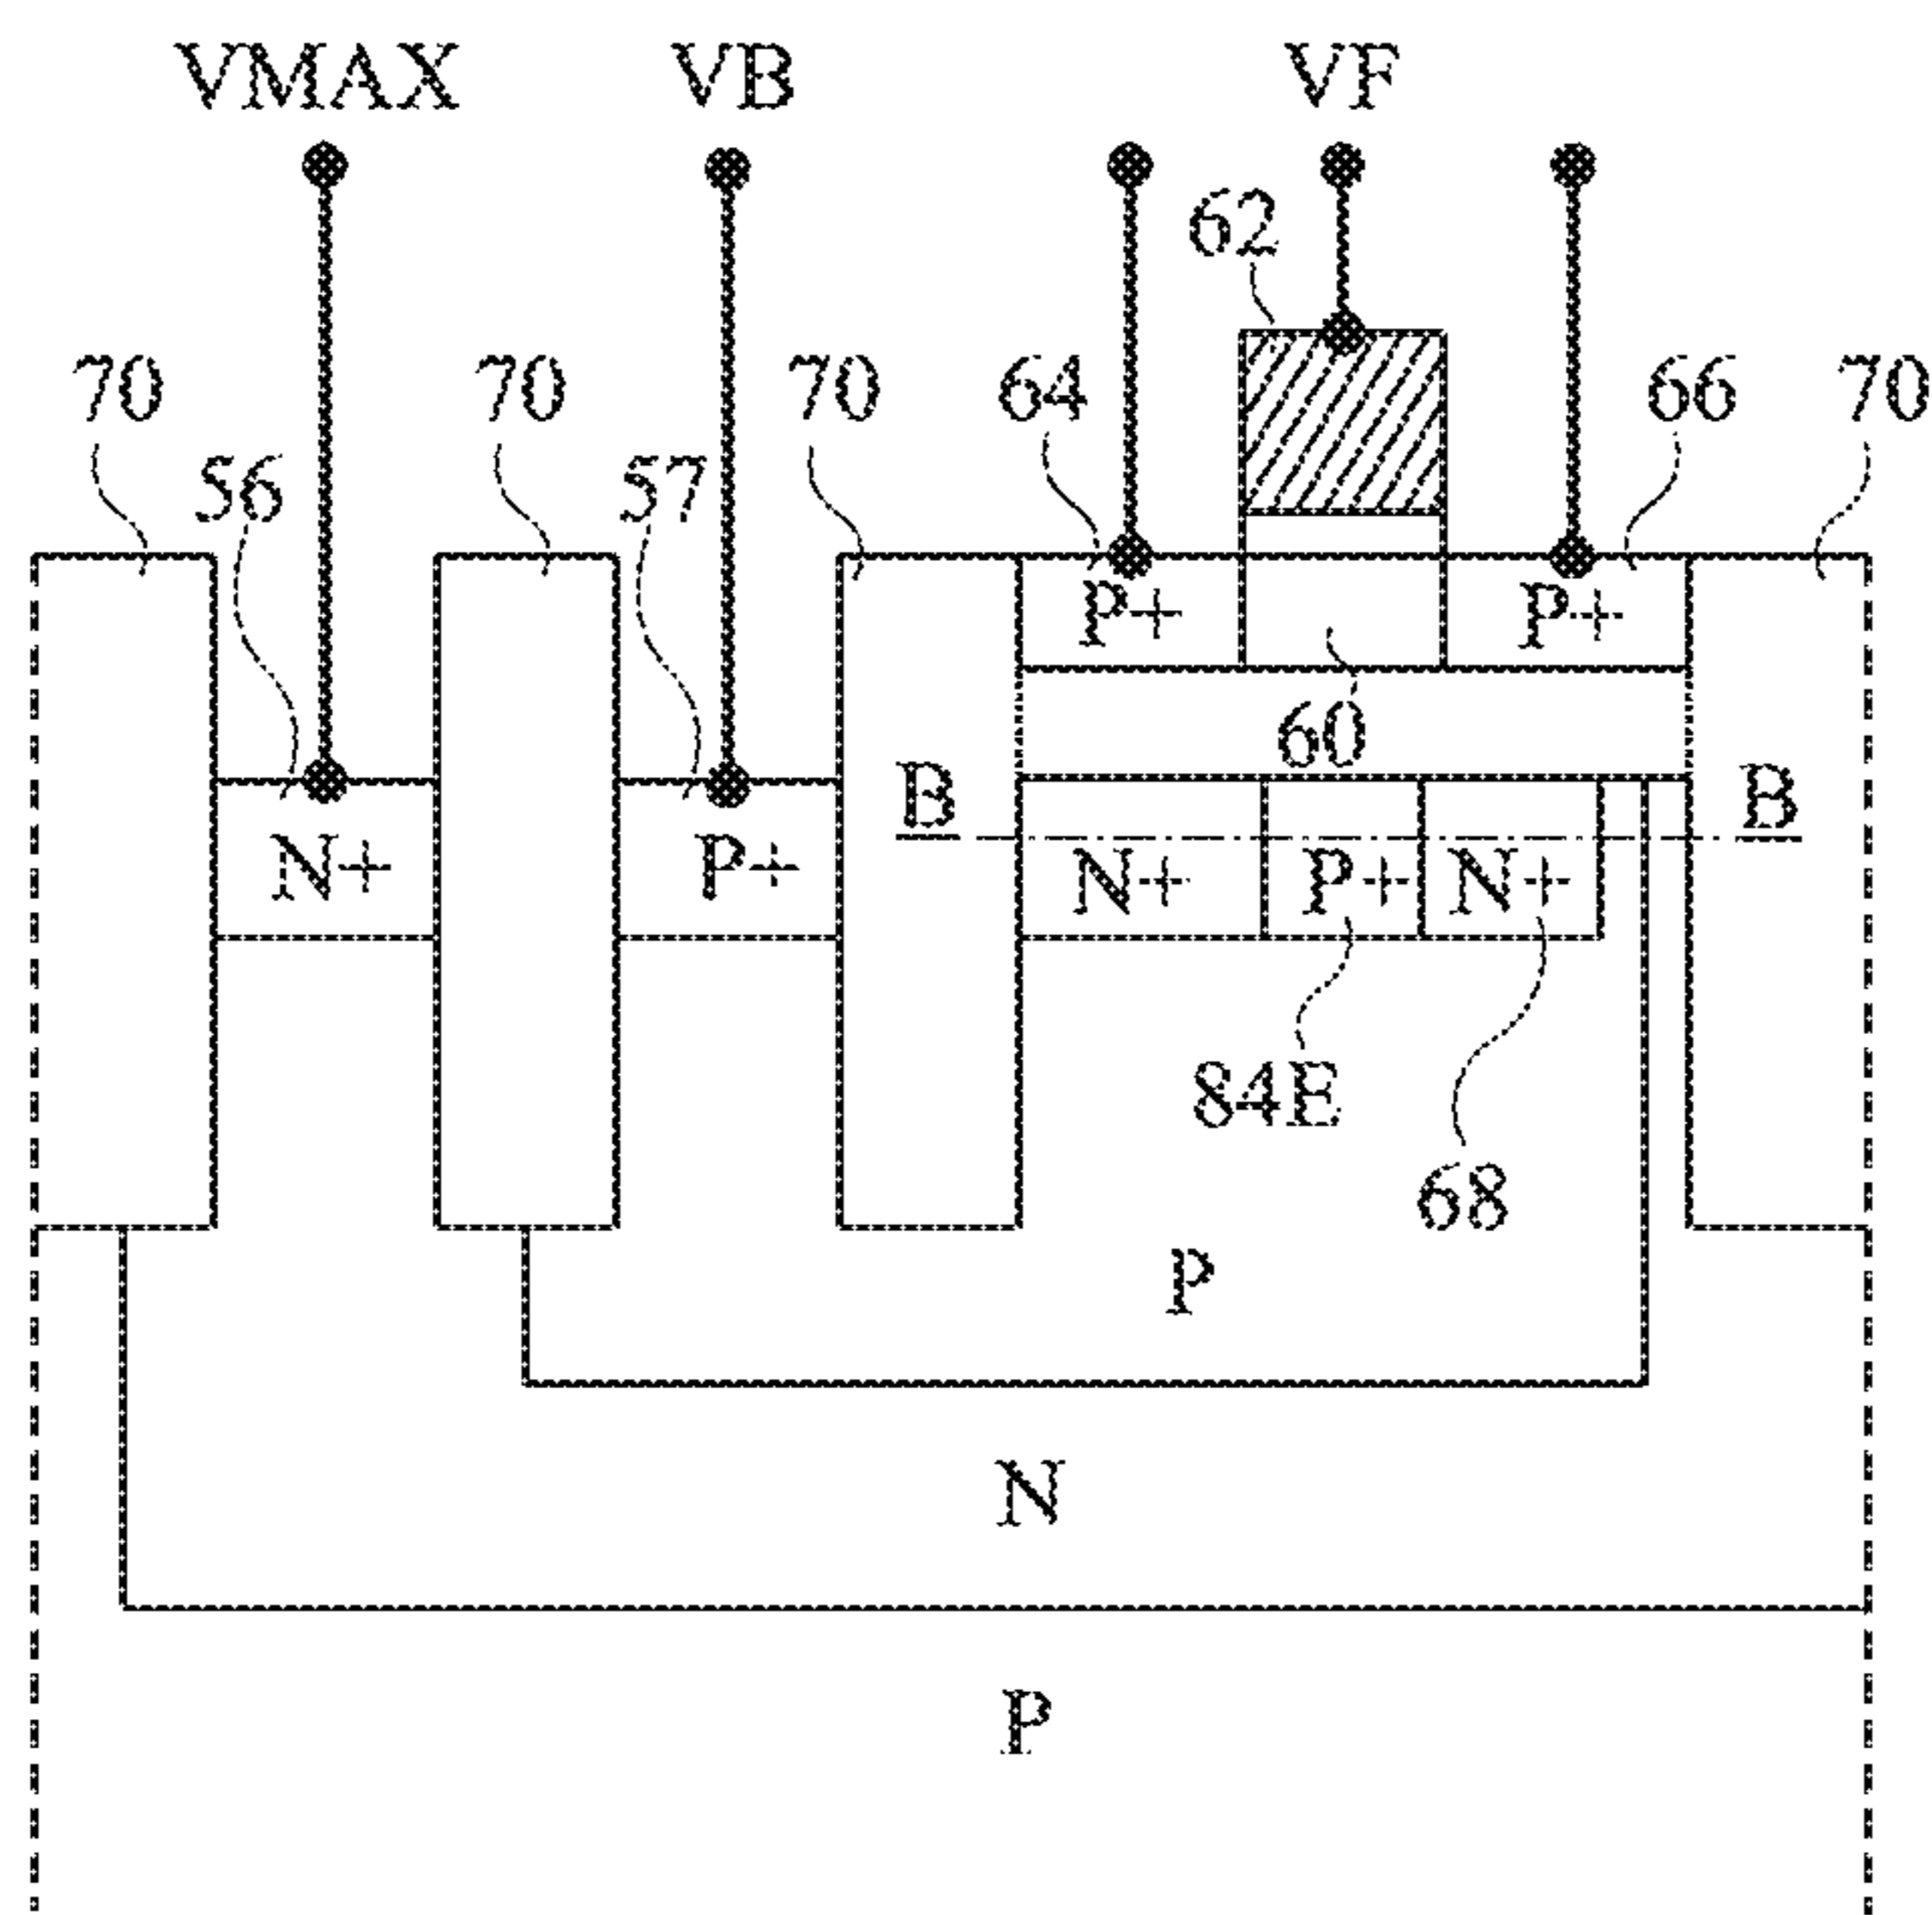 VMAX VB VF
62
70 70 70 64 66 70
56 57
P+ P+
60
B B
N+ P+ N+ P+ N+
84E
68
P
N
P